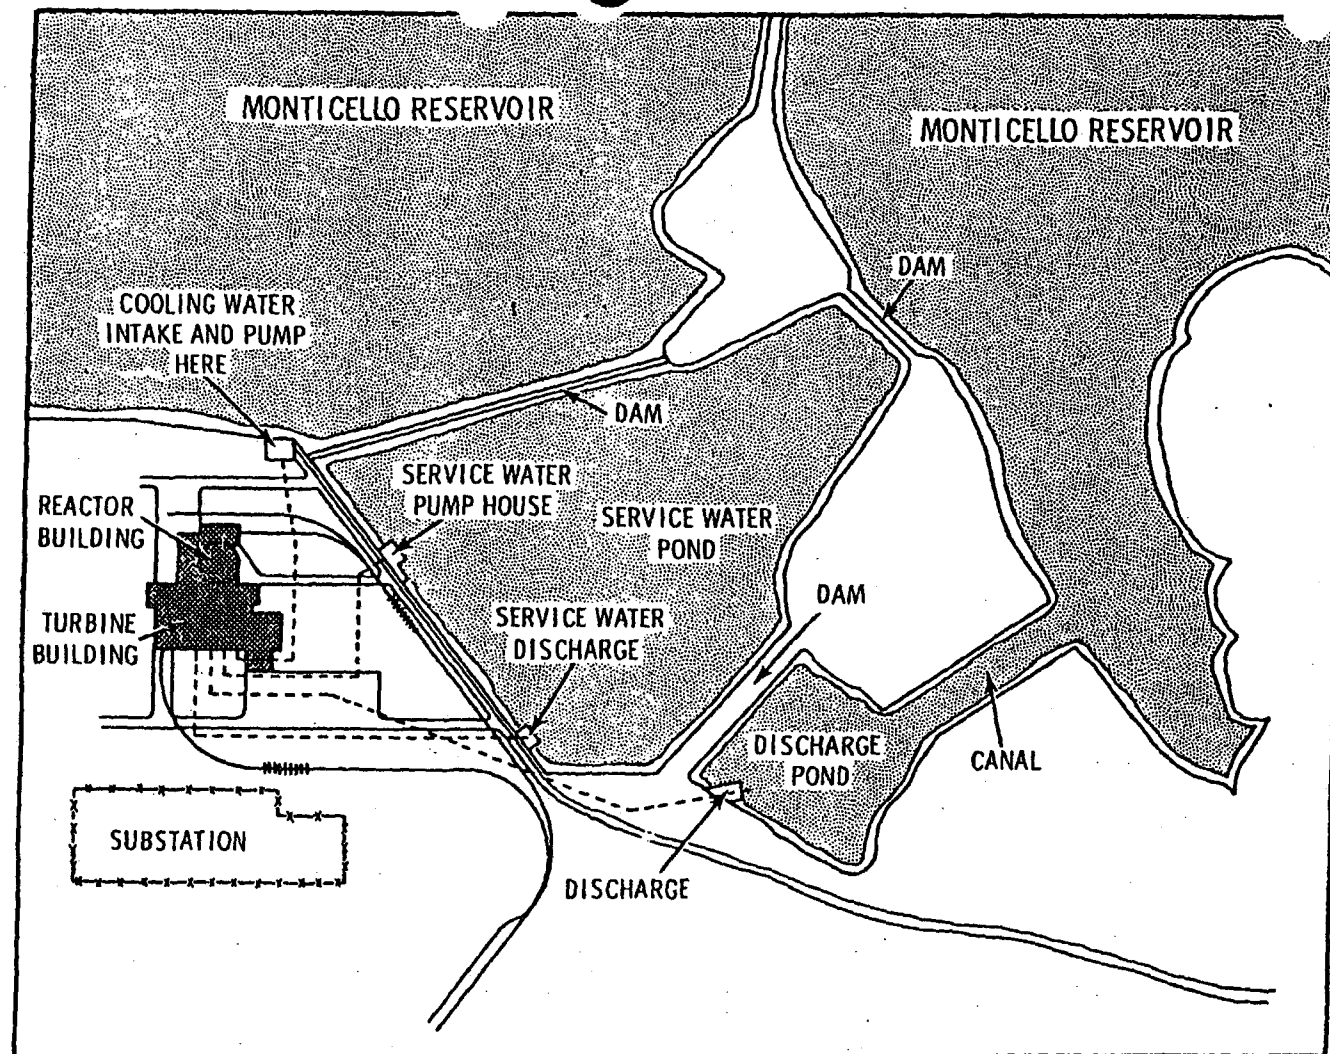 MONTICELLO RESERVOIR
MONTICELLO RESERVOIR
DAM
COOLING WATER
INTAKE AND PUMP
HERE
DAM
SERVICE WATER
PUMP HOUSE
REACTOR
BUILDING
SERVICE WATER
POND
DAM
SERVICE WATER
DISCHARGE
TURBINE
BUILDING
DISCHARGE
POND
CANAL
SUBSTATION
DISCHARGE